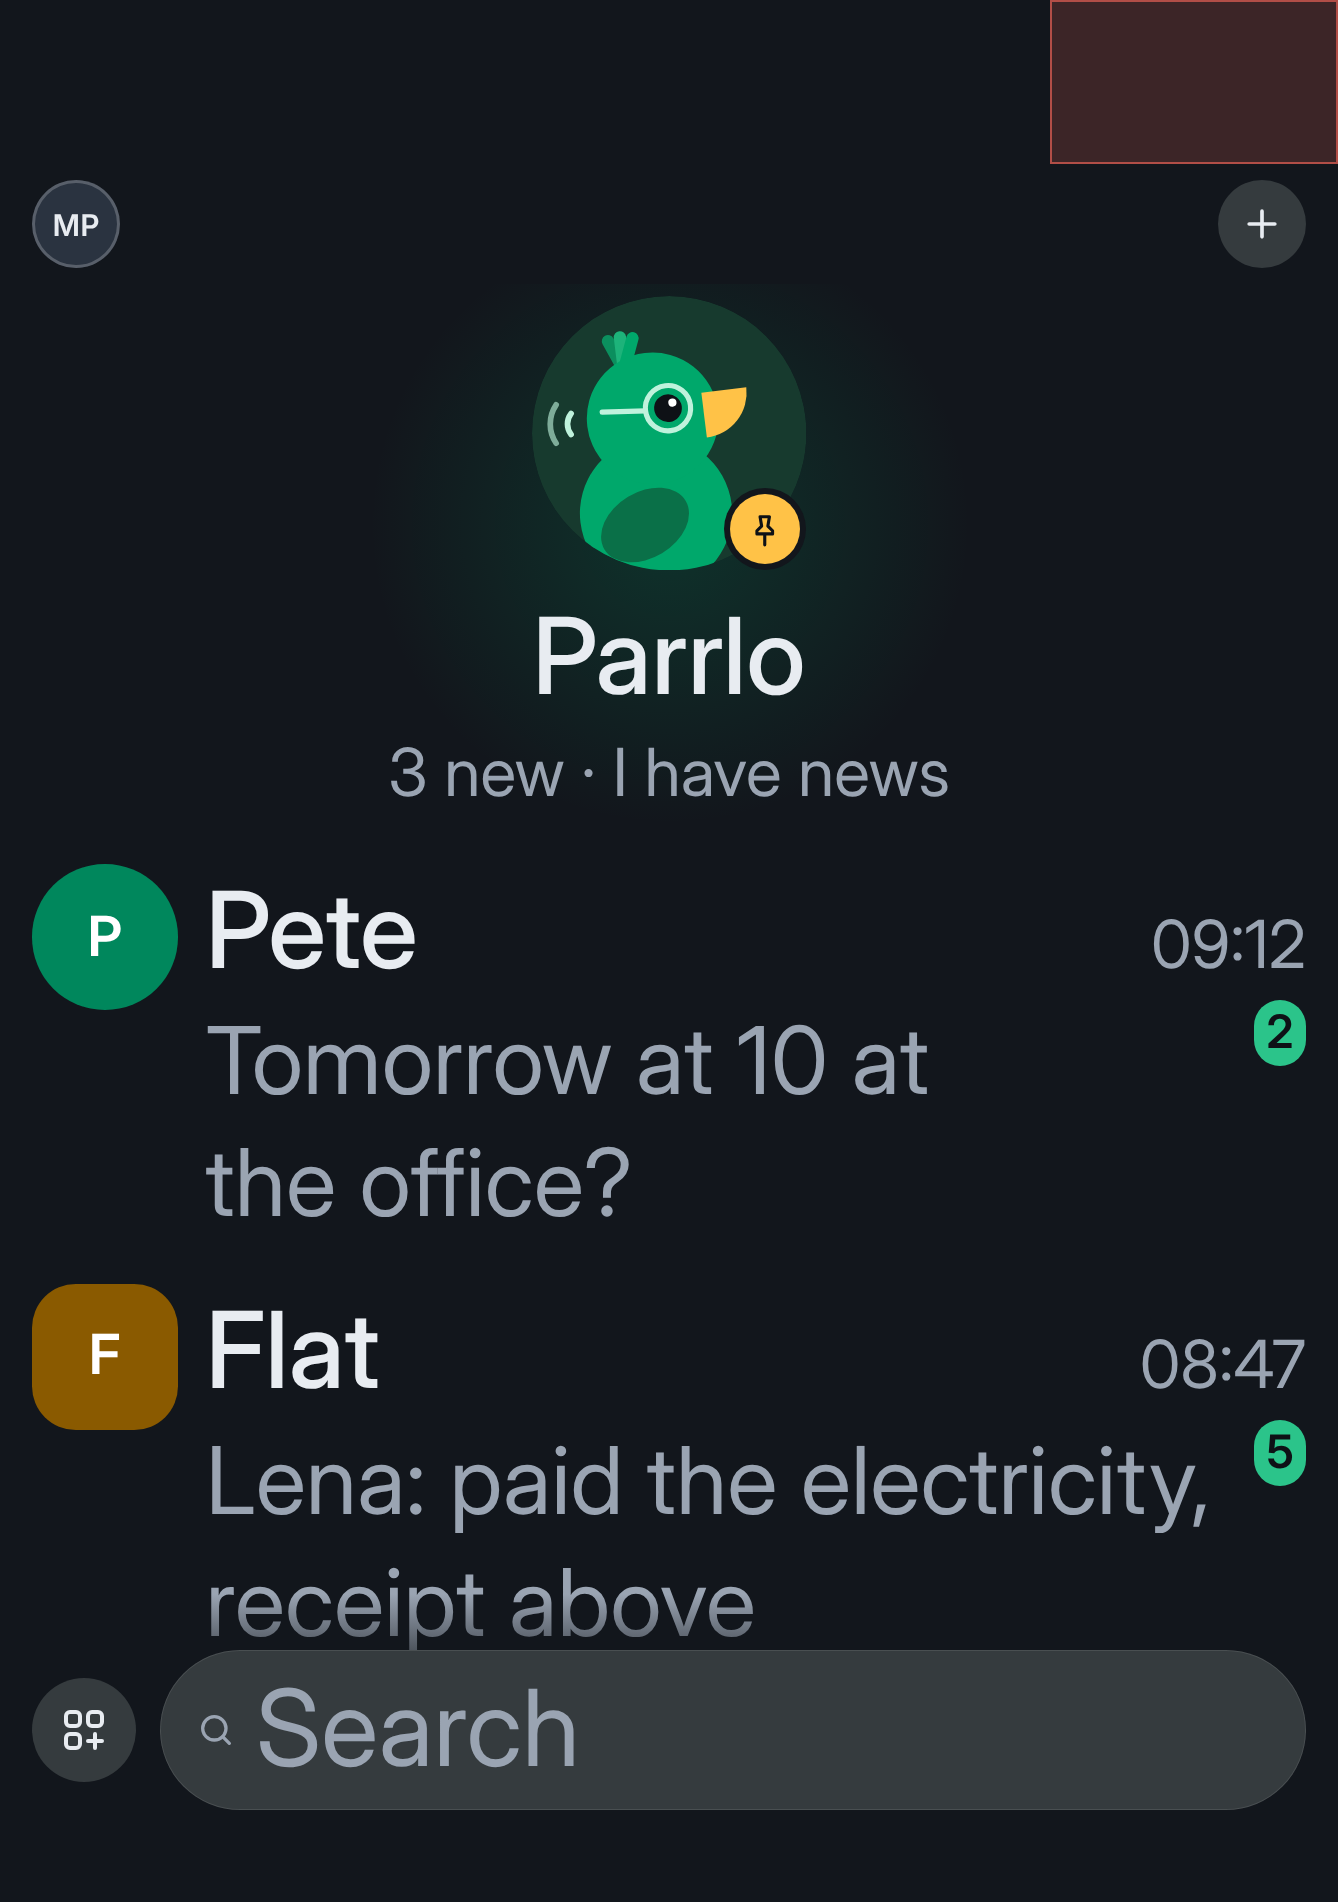 MP
Parrlo
3 new · I have news
P
Pete
09:12
Tomorrow at 10 at
2
the office?
F
Flat
08:47
Lena: paid the electricity,
5
receipt above
Search